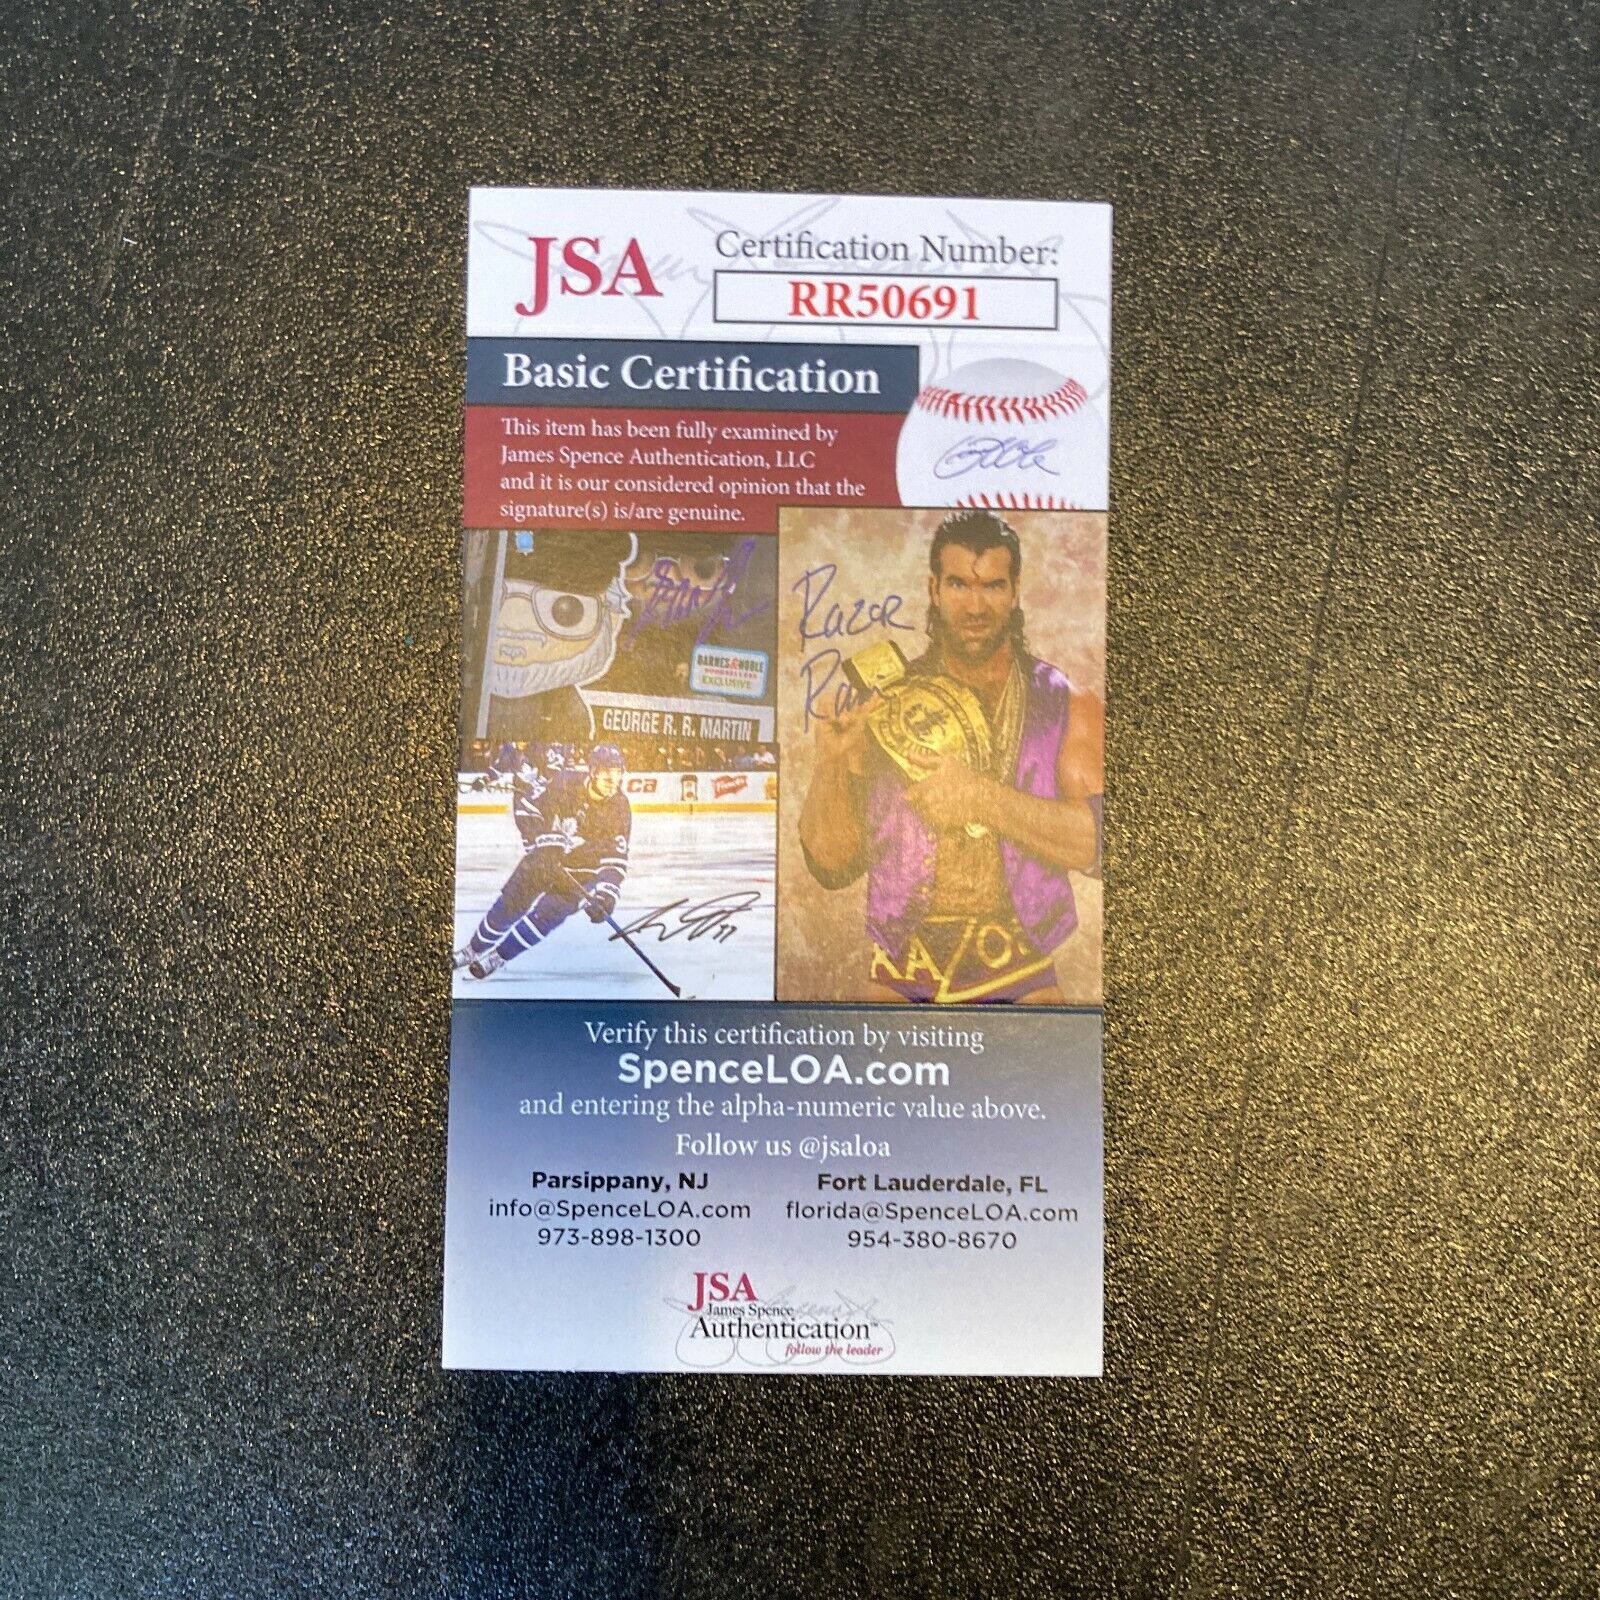 JSA
Certification Number:
RR50691
Basic Certification
This item has been fully examined by
James Spence Authentication, LLC
and it is our considered opinion that the
signature(s) is/are genuine.
BARNES&NOBLE
BOOKSELLERS
EXCLUSIVE
GEORGE R. R. MARTIN
Razor
Ramon
RAZOR
Verify this certification by visiting
SpenceLOA.com
and entering the alpha-numeric value above.
Follow us @jsaloa
Parsippany, NJ
info@SpenceLOA.com
973-898-1300
Fort Lauderdale, FL
florida@SpenceLOA.com
954-380-8670
JSA
James Spence
Authentication™
follow the leader